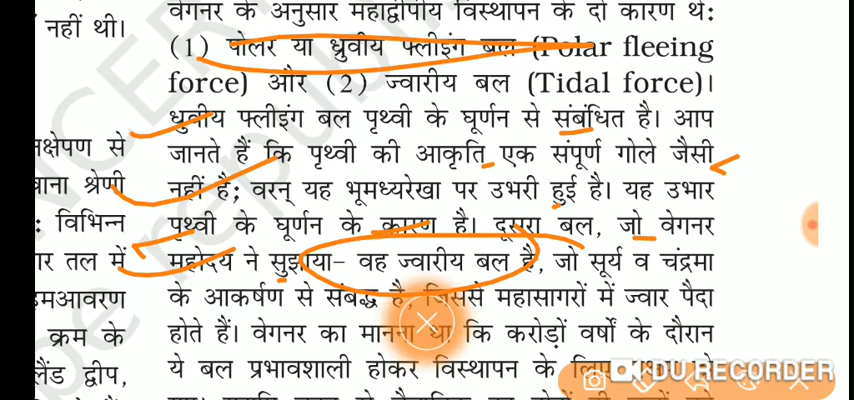 नहीं थी।
क्षेपण से
श्रेणी
विभिन्न
तल में
क्रम के
द्वीप,
वेगनर के अनुसार महाद्वीपीय विस्थापन के दो कारण थे:
(1) पोलर या ध्रुवीय फ्लीइंग बल (Polar fleeing
force) और (2) ज्वारीय बल (Tidal force)।
ध्रुवीय फ्लीइंग बल पृथ्वी के घूर्णन से संबंधित है। आप
जानते हैं कि पृथ्वी की आकृति एक संपूर्ण गोले जैसी
नहीं है; वरन् यह भूमध्यरेखा पर उभरी हुई है। यह उभार
पृथ्वी के घूर्णन के कारण है। दूसरा बल, जो वेगनर
महोदय ने सुझाया- वह ज्वारीय बल है, जो सूर्य व चंद्रमा
के आकर्षण से संबद्ध है, जिससे महासागरों में ज्वार पैदा
होते हैं। वेगनर का मानना था कि करोड़ों वर्षों के दौरान
ये बल प्रभावशाली होकर विस्थापन के लिए
DU RECORDER